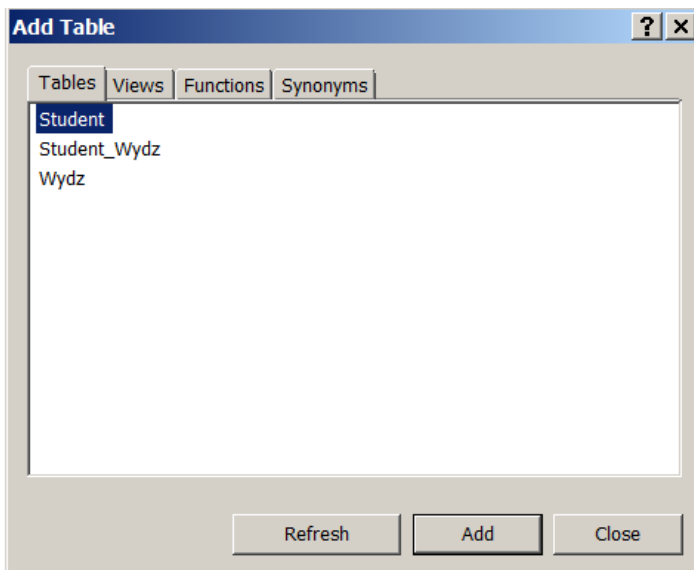 Add Table
Tables Views Functions Synonyms
Student
Student_Wydz
Wydz
Refresh Add Close